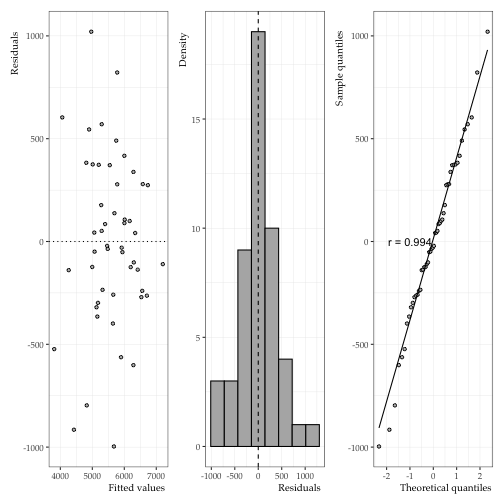 Residuals
1000
500
0
-500
-1000
4000 5000 6000 7000
Fitted values
Density
15
10
5
0
-1000 -500 0 500 1000
Residuals
Sample quantiles
1000
500
0
-500
-1000
r = 0.994
-2 -1 0 1 2
Theoretical quantiles